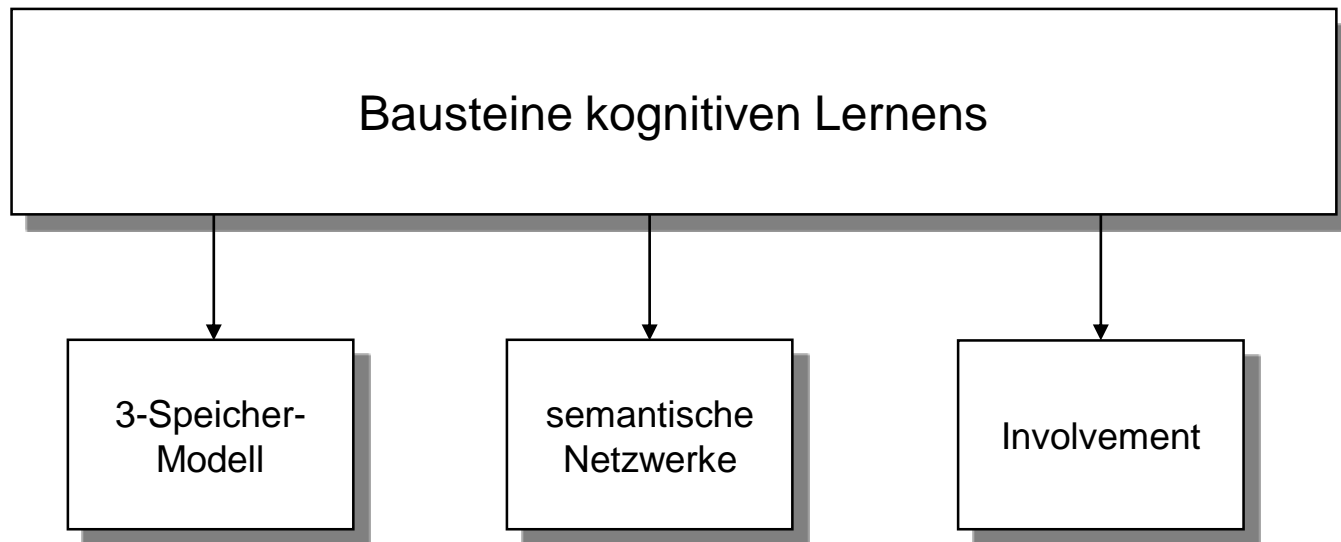 Bausteine kognitiven Lernens
3-Speicher-
Modell
semantische
Netzwerke
Involvement